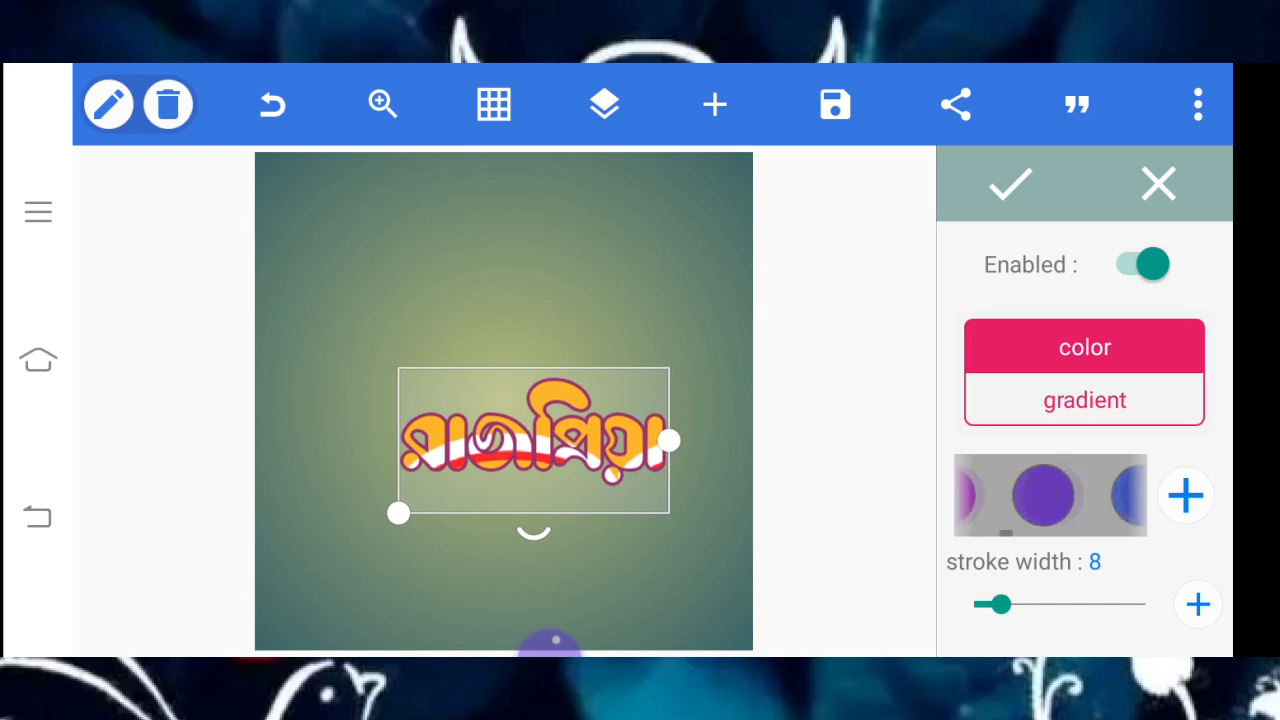 Enabled :
color
gradient
রাতাপ্রিয়া
stroke width : 8